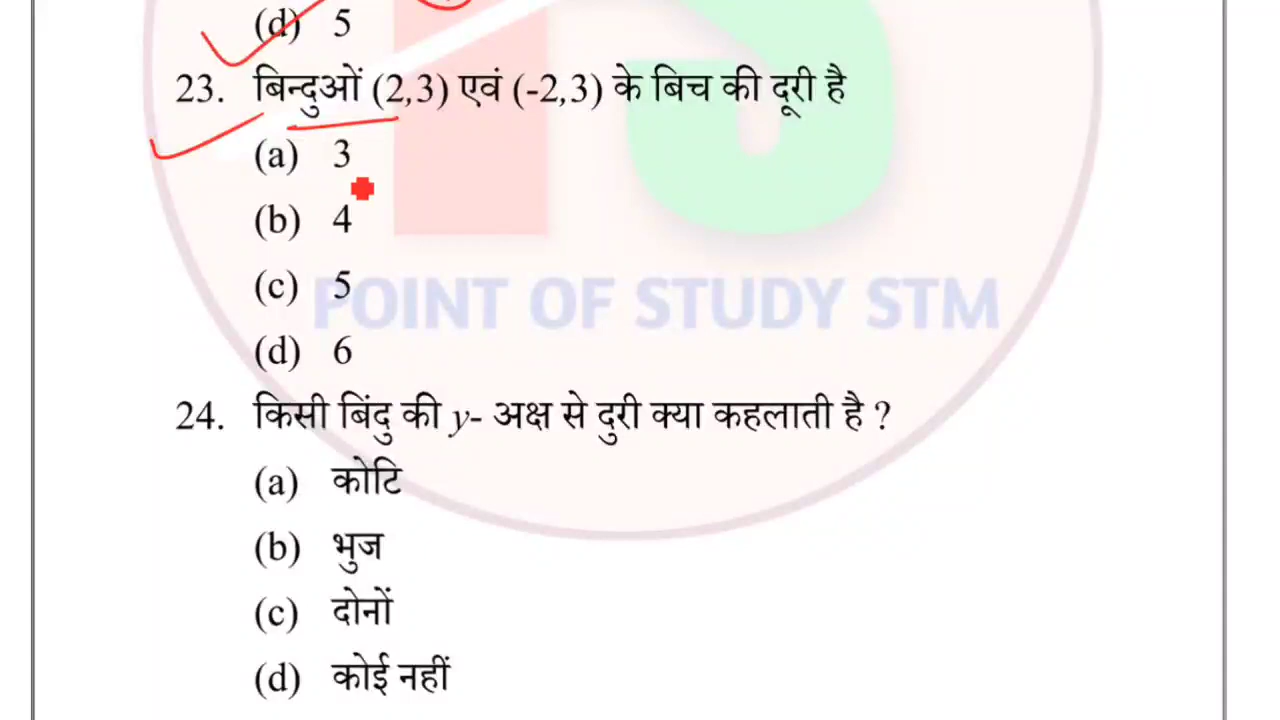 (d) 5
23. बिन्दुओं (2,3) एवं (-2,3) के बिच की दूरी है
(a) 3
(b) 4
(c) 5
POINT OF STUDY STM
(d) 6
24. किसी बिंदु की y- अक्ष से दुरी क्या कहलाती है ?
(a) कोटि
(b) भुज
(c) दोनों
(d) कोई नहीं